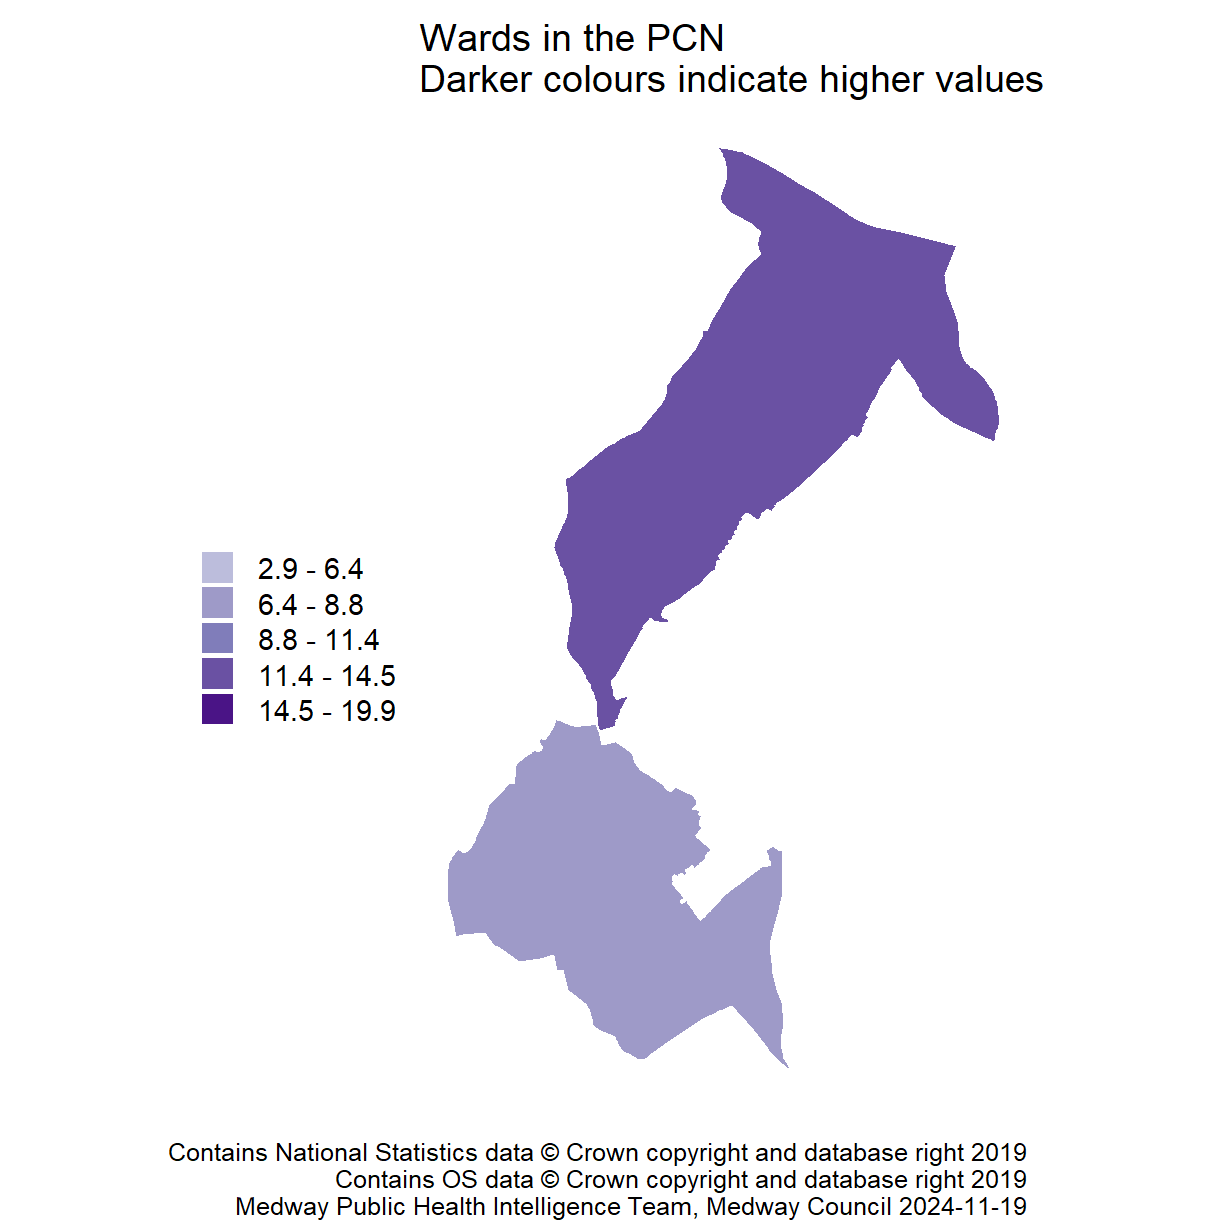 Wards in the PCN
Darker colours indicate higher values
2.9 - 6.4
6.4 - 8.8
8.8 - 11.4
11.4 - 14.5
14.5 - 19.9
Contains National Statistics data © Crown copyright and database right 2019
Contains OS data © Crown copyright and database right 2019
Medway Public Health Intelligence Team, Medway Council 2024-11-19